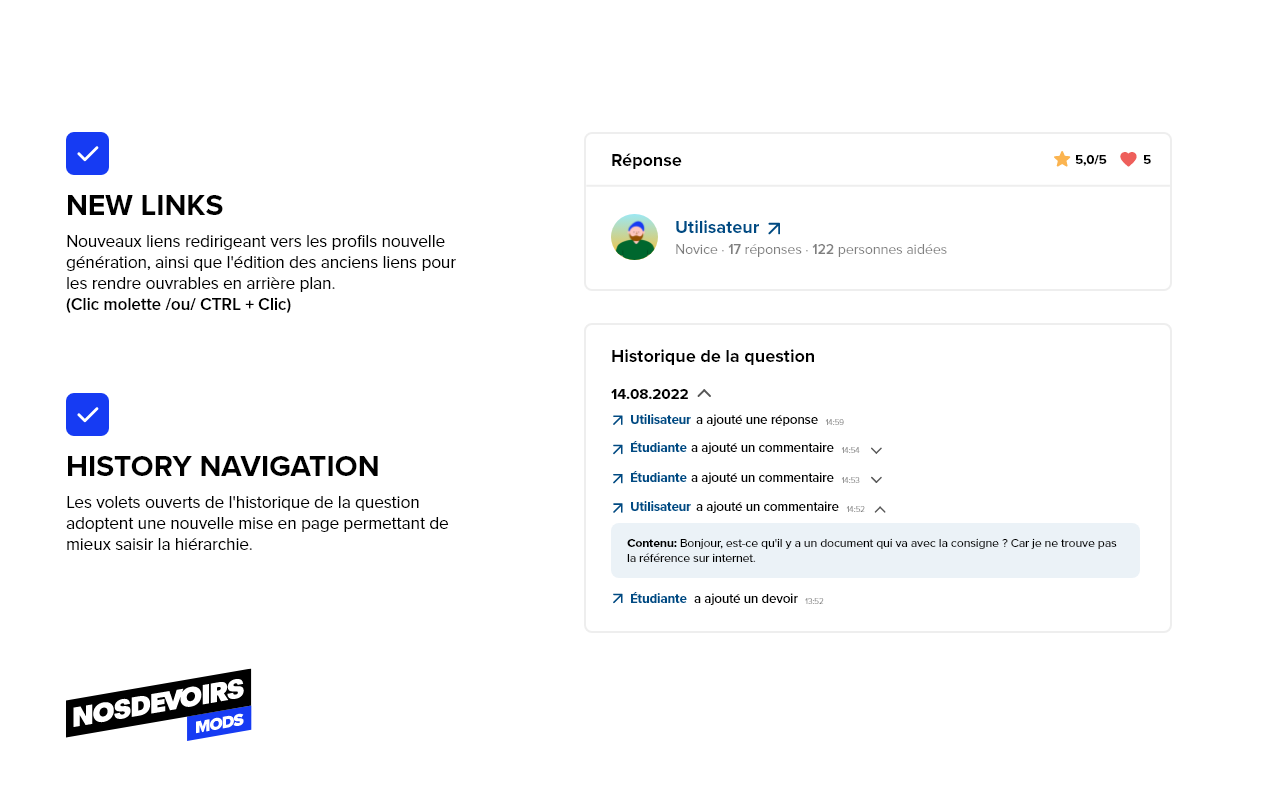 NEW LINKS
Nouveaux liens redirigeant vers les profils nouvelle
génération, ainsi que l'édition des anciens liens pour
les rendre ouvrables en arrière plan.
(Clic molette /ou/ CTRL + Clic)
HISTORY NAVIGATION
Les volets ouverts de l'historique de la question
adoptent une nouvelle mise en page permettant de
mieux saisir la hiérarchie.
NOSDEVOIRS
MODS
Réponse 5,0/5 5
Utilisateur
Novice · 17 réponses · 122 personnes aidées
Historique de la question
14.08.2022
Utilisateur a ajouté une réponse 14:59
Étudiante a ajouté un commentaire 14:54
Étudiante a ajouté un commentaire 14:53
Utilisateur a ajouté un commentaire 14:52
Contenu: Bonjour, est-ce qu'il y a un document qui va avec la consigne ? Car je ne trouve pas
la référence sur internet.
Étudiante a ajouté un devoir 13:52